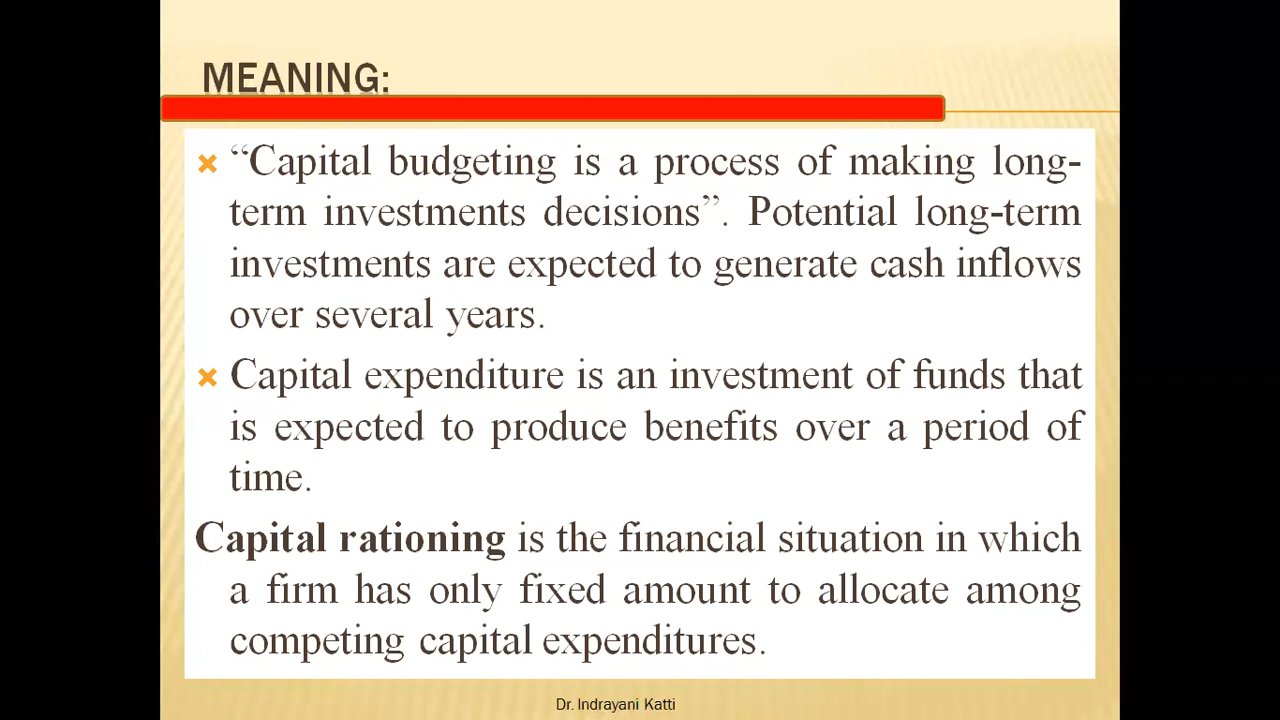 MEANING:
“Capital budgeting is a process of making long-
term investments decisions”. Potential long-term
investments are expected to generate cash inflows
over several years.
Capital expenditure is an investment of funds that
is expected to produce benefits over a period of
time.
Capital rationing is the financial situation in which
a firm has only fixed amount to allocate among
competing capital expenditures.
Dr. Indrayani Katti